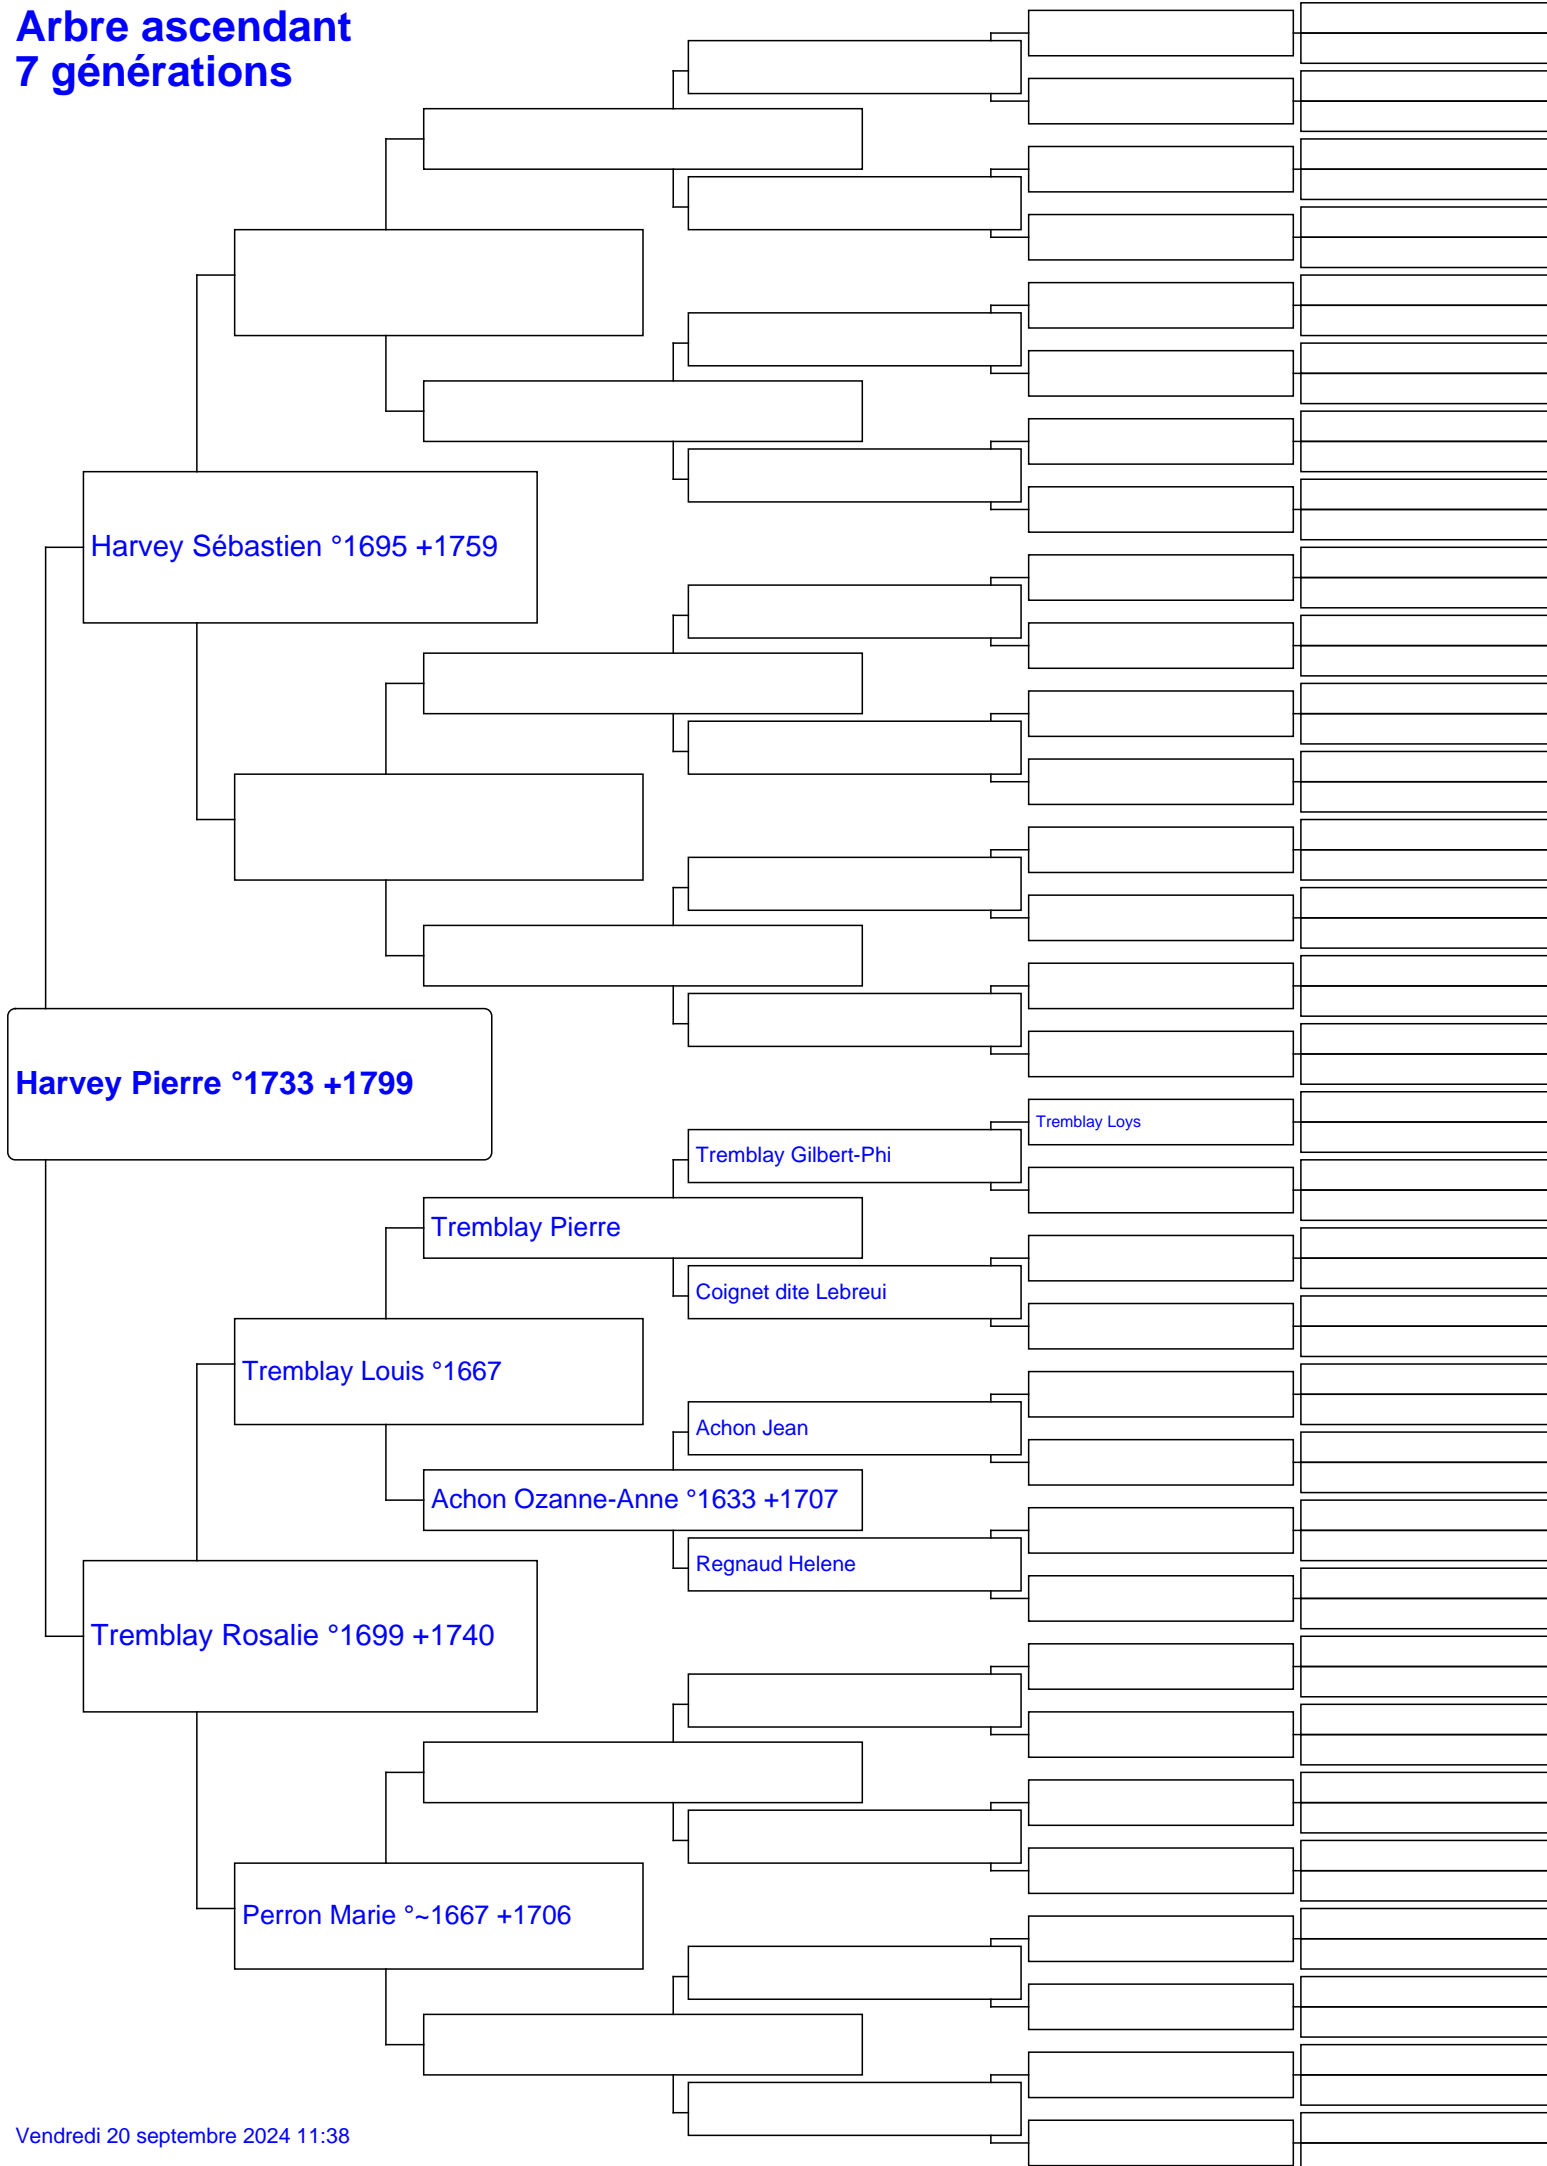 Arbre ascendant
7 générations
Harvey Sébastien °1695 +1759
Harvey Pierre °1733 +1799
Tremblay Loys
Tremblay Gilbert-Phi
Tremblay Pierre
Coignet dite Lebreui
Tremblay Louis °1667
Achon Jean
Achon Ozanne-Anne °1633 +1707
Regnaud Helene
Tremblay Rosalie °1699 +1740
Perron Marie °~1667 +1706
Vendredi 20 septembre 2024 11:38